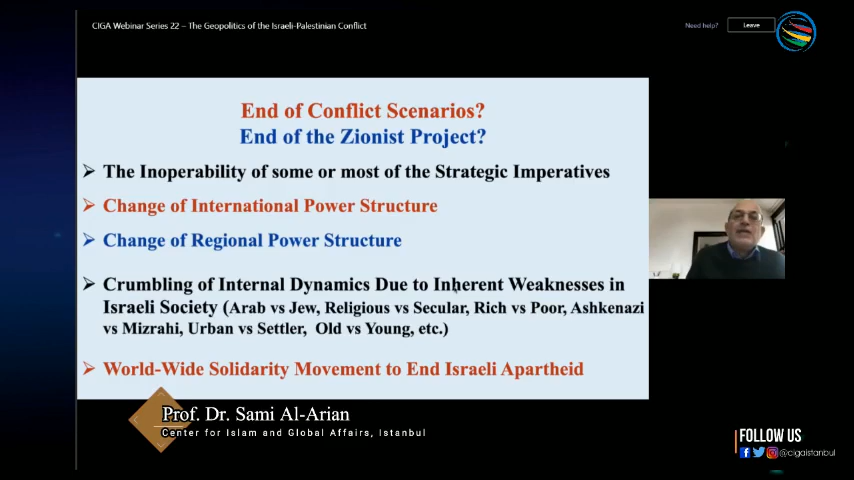 CIGA Webinar Series 22 – The Geopolitics of the Israeli-Palestinian Conflict
Need help?
Leave
End of Conflict Scenarios?
End of the Zionist Project?
➢ The Inoperability of some or most of the Strategic Imperatives
➢ Change of International Power Structure
➢ Change of Regional Power Structure
➢ Crumbling of Internal Dynamics Due to Inherent Weaknesses in
Israeli Society (Arab vs Jew, Religious vs Secular, Rich vs Poor, Ashkenazi
vs Mizrahi, Urban vs Settler, Old vs Young, etc.)
➢ World-Wide Solidarity Movement to End Israeli Apartheid
Prof. Dr. Sami Al-Arian
Center for Islam and Global Affairs, Istanbul
FOLLOW US
@cigaistanbul